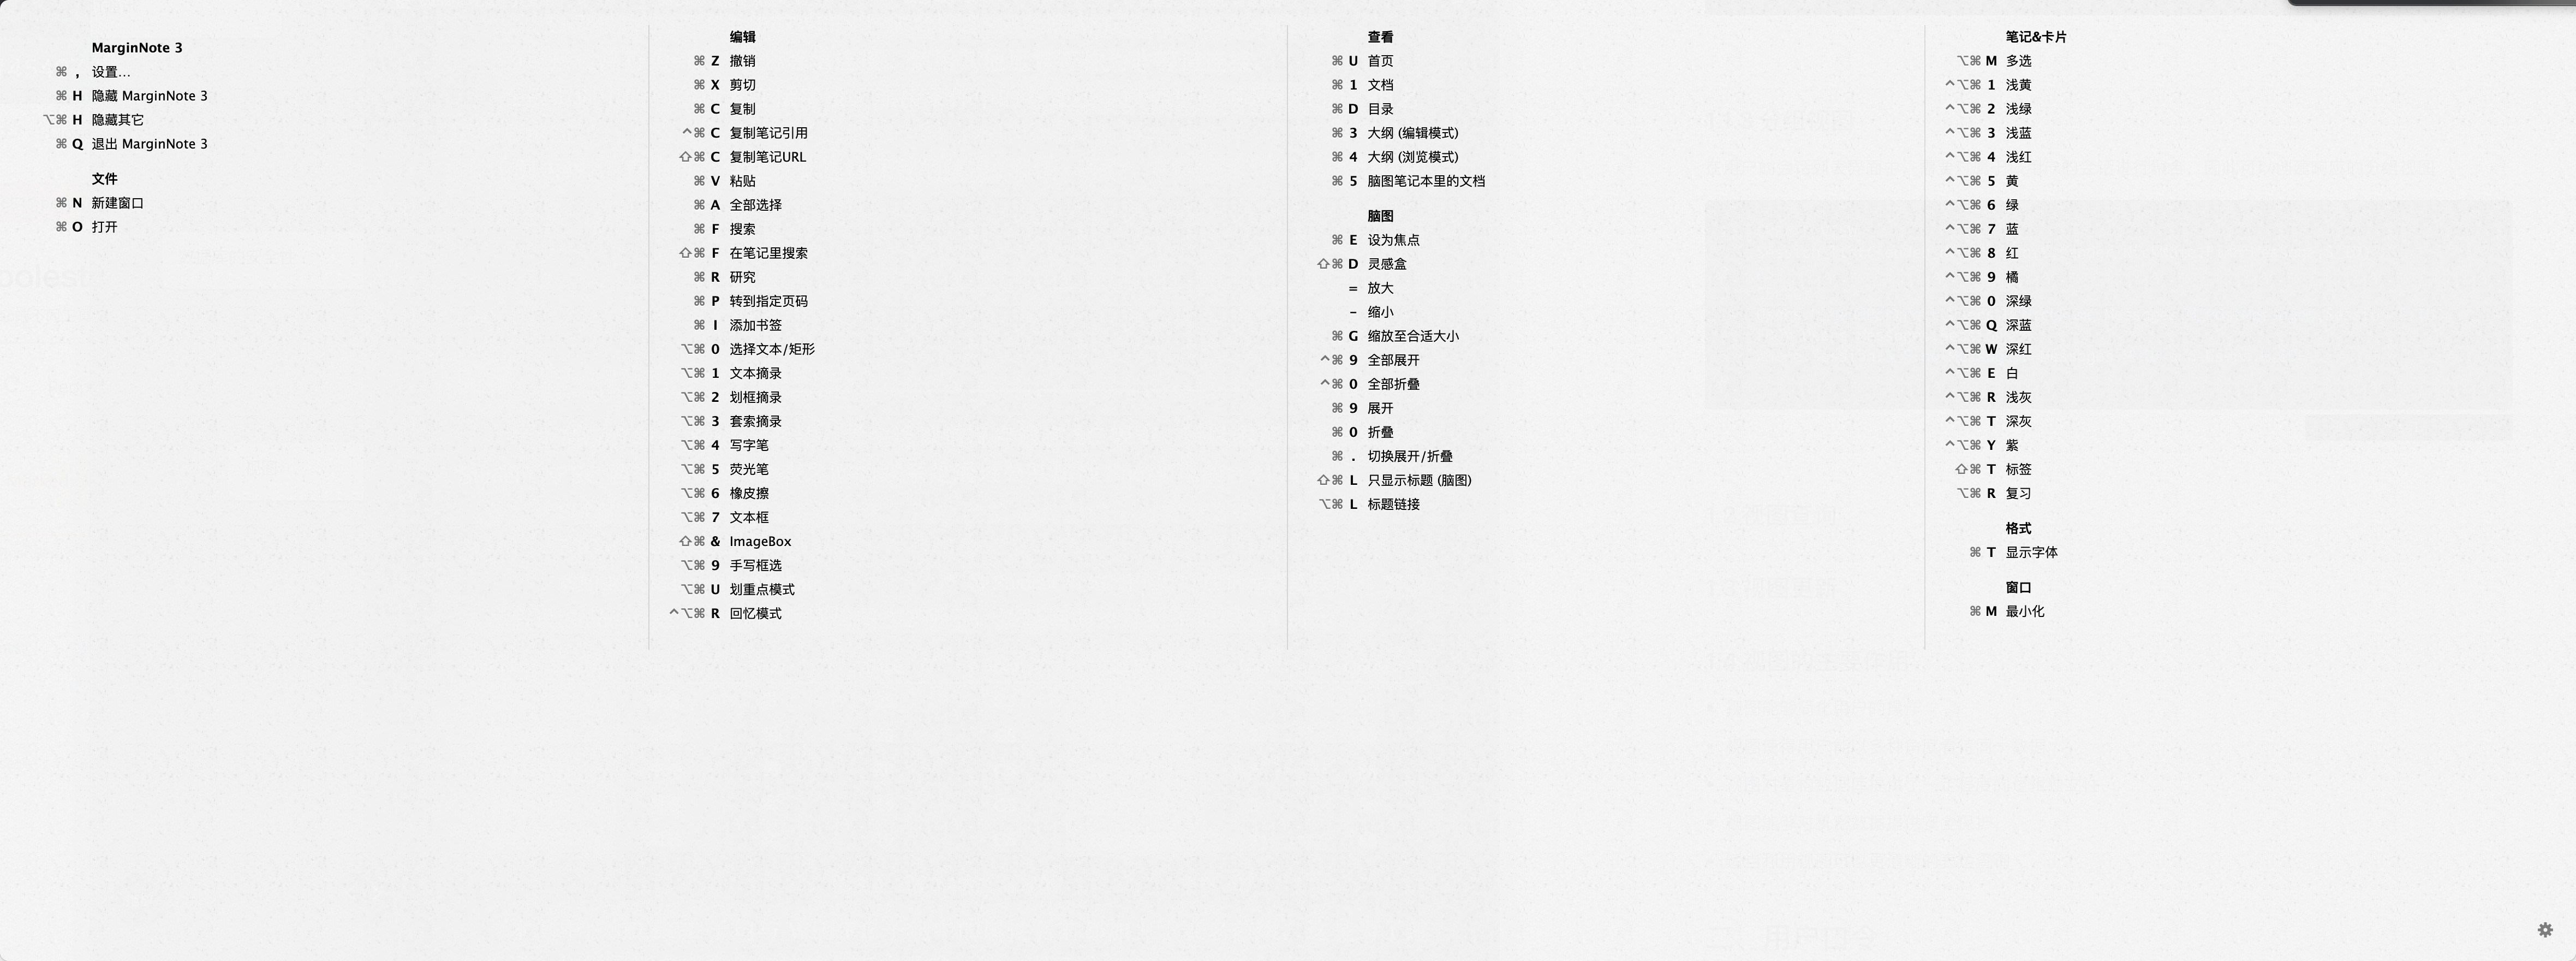 MarginNote 3
⌘ , 设置...
⌘ H 隐藏 MarginNote 3
⌥⌘ H 隐藏其它
⌘ Q 退出 MarginNote 3
文件
⌘ N 新建窗口
⌘ O 打开
编辑
⌘ Z 撤销
⌘ X 剪切
⌘ C 复制
^⌘ C 复制笔记引用
⇧⌘ C 复制笔记URL
⌘ V 粘贴
⌘ A 全部选择
⌘ F 搜索
⇧⌘ F 在笔记里搜索
⌘ R 研究
⌘ P 转到指定页码
⌘ I 添加书签
⌥⌘ 0 选择文本/矩形
⌥⌘ 1 文本摘录
⌥⌘ 2 划框摘录
⌥⌘ 3 套索摘录
⌥⌘ 4 写字笔
⌥⌘ 5 荧光笔
⌥⌘ 6 橡皮擦
⌥⌘ 7 文本框
⇧⌘ & ImageBox
⌥⌘ 9 手写框选
⌥⌘ U 划重点模式
^⌥⌘ R 回忆模式
查看
⌘ U 首页
⌘ 1 文档
⌘ D 目录
⌘ 3 大纲 (编辑模式)
⌘ 4 大纲 (浏览模式)
⌘ 5 脑图笔记本里的文档
脑图
⌘ E 设为焦点
⇧⌘ D 灵感盒
= 放大
- 缩小
⌘ G 缩放至合适大小
^⌘ 9 全部展开
^⌘ 0 全部折叠
⌘ 9 展开
⌘ 0 折叠
⌘ . 切换展开/折叠
⇧⌘ L 只显示标题 (脑图)
⌥⌘ L 标题链接
笔记&卡片
⌥⌘ M 多选
^⌥⌘ 1 浅黄
^⌥⌘ 2 浅绿
^⌥⌘ 3 浅蓝
^⌥⌘ 4 浅红
^⌥⌘ 5 黄
^⌥⌘ 6 绿
^⌥⌘ 7 蓝
^⌥⌘ 8 红
^⌥⌘ 9 橘
^⌥⌘ 0 深绿
^⌥⌘ Q 深蓝
^⌥⌘ W 深红
^⌥⌘ E 白
^⌥⌘ R 浅灰
^⌥⌘ T 深灰
^⌥⌘ Y 紫
⇧⌘ T 标签
⌥⌘ R 复习
格式
⌘ T 显示字体
窗口
⌘ M 最小化